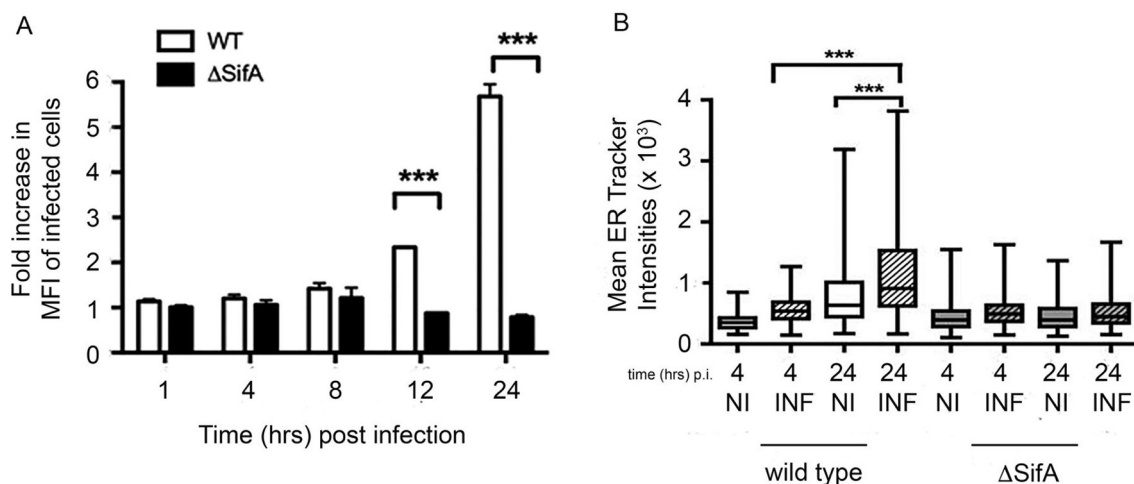 A
WT
ΔSifA
***
***
6
5
4
3
2
1
0
Fold increase in
MFI of infected cells
1 4 8 12 24
Time (hrs) post infection
B
***
***
4
3
2
1
0
Mean ER Tracker
Intensities (x 10³)
time (hrs) p.i. 4 4 24 24 4 4 24 24
NI INF NI INF NI INF NI INF
wild type ΔSifA